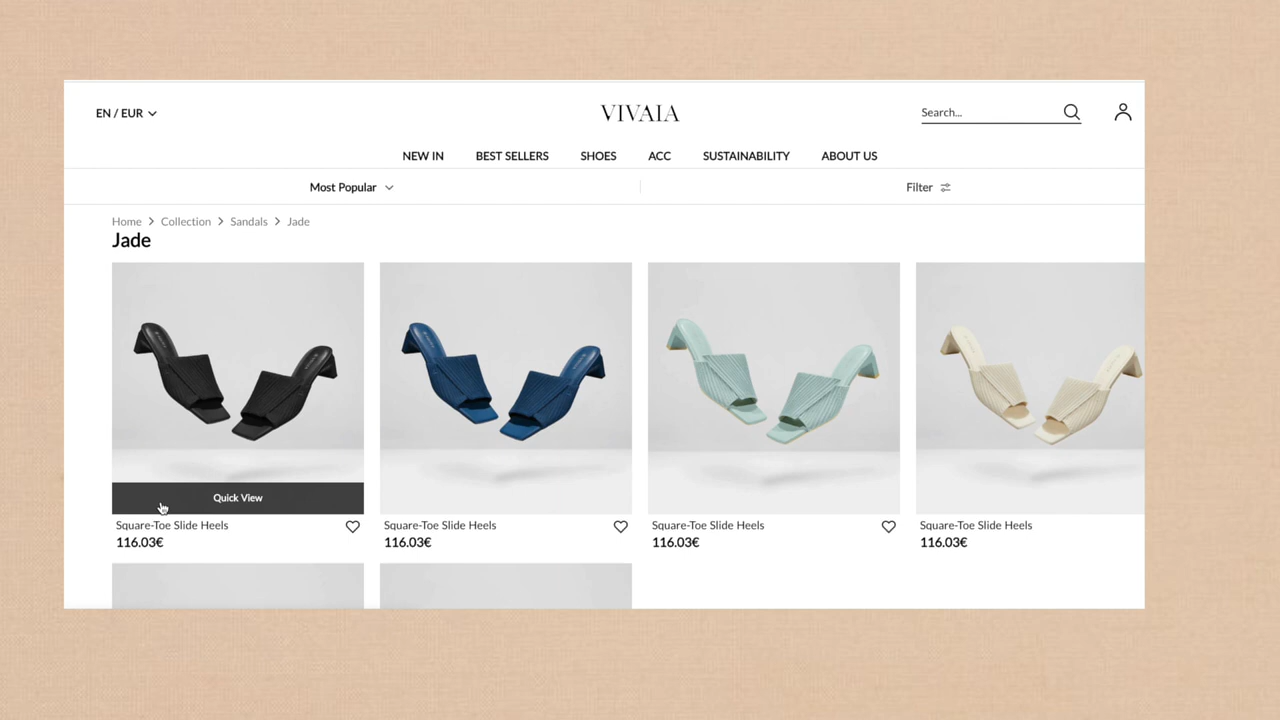 EN / EUR
VIVAIA
Search...
NEW IN BEST SELLERS SHOES ACC SUSTAINABILITY ABOUT US
Most Popular
Filter
Home > Collection > Sandals > Jade
Jade
Quick View
Square-Toe Slide Heels
116.03€
Square-Toe Slide Heels
116.03€
Square-Toe Slide Heels
116.03€
Square-Toe Slide Heels
116.03€